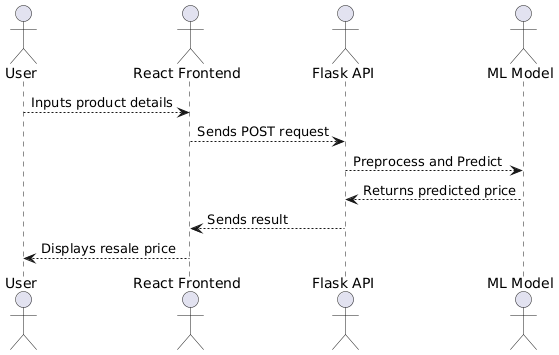 User React Frontend Flask API ML Model
Inputs product details
Sends POST request
Preprocess and Predict
Returns predicted price
Sends result
Displays resale price
User React Frontend Flask API ML Model